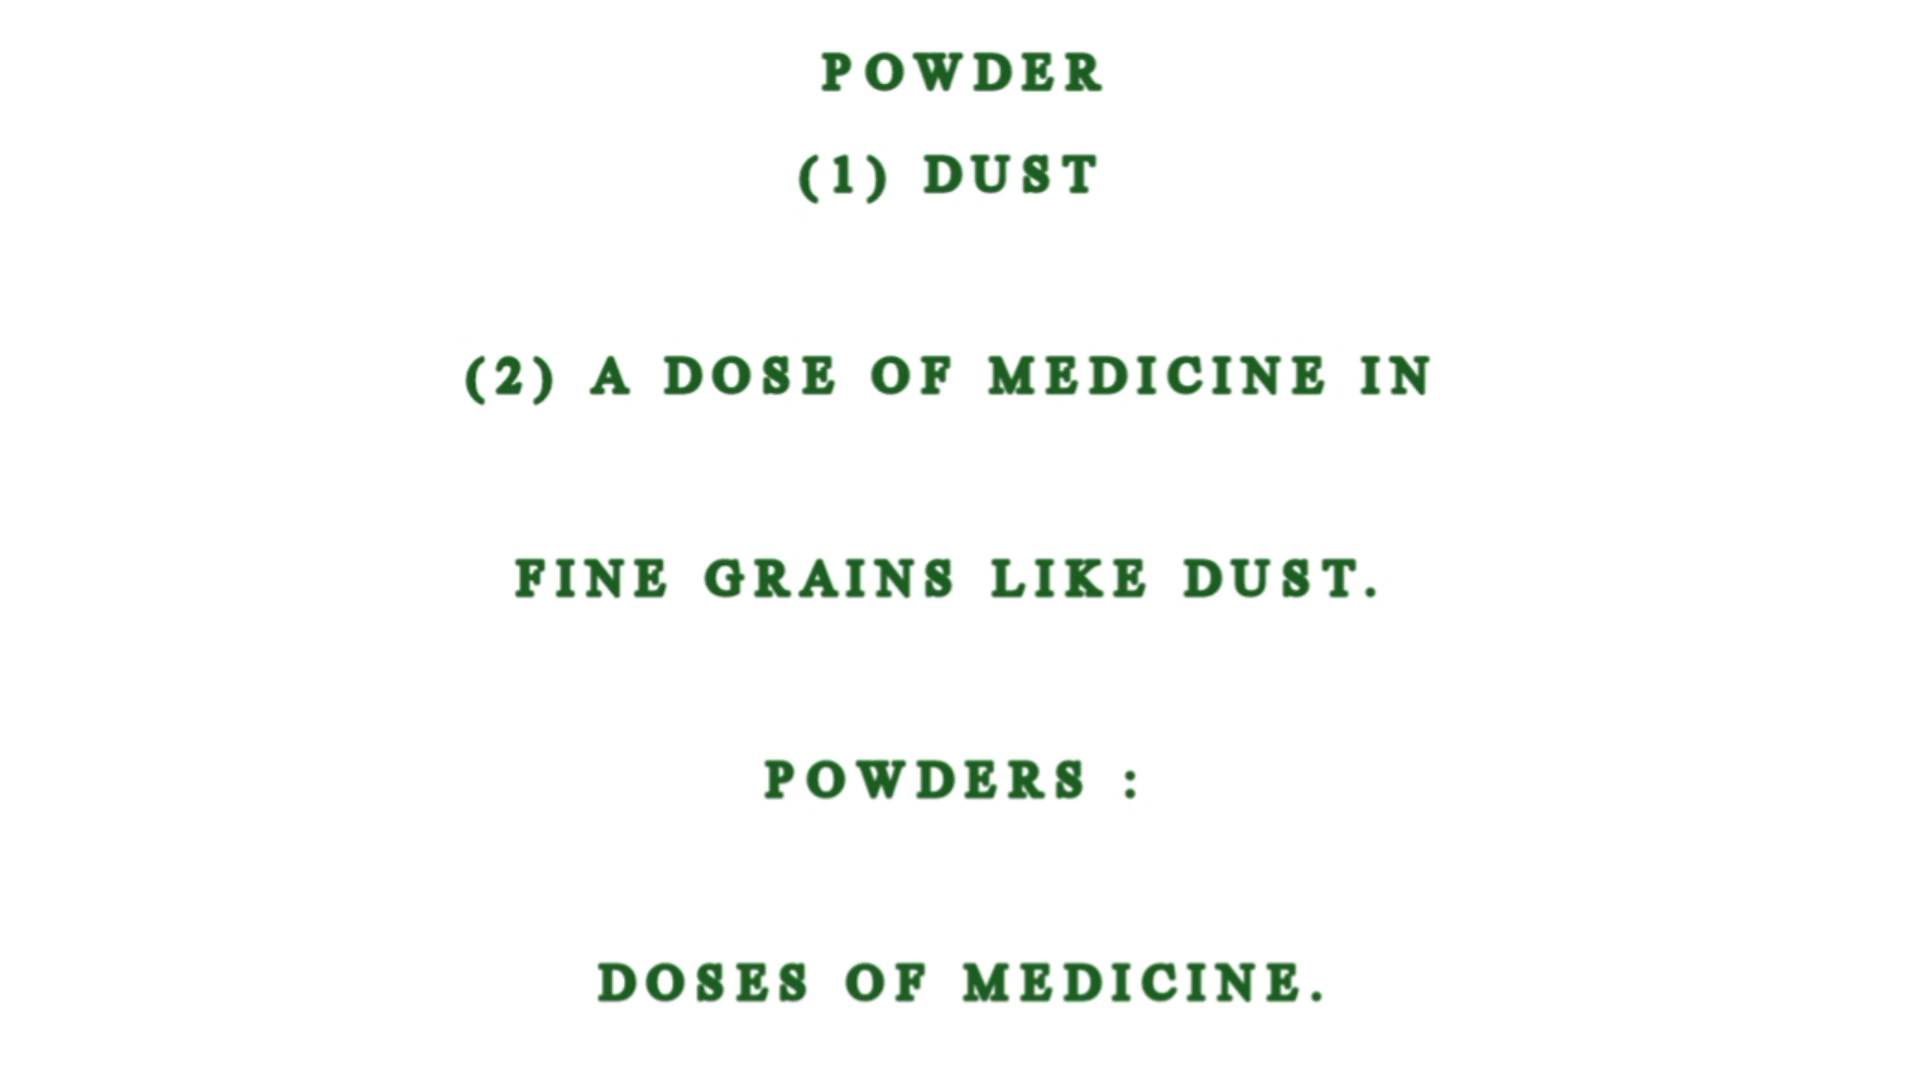 POWDER
(1) DUST
(2) A DOSE OF MEDICINE IN
FINE GRAINS LIKE DUST.
POWDERS :
DOSES OF MEDICINE.